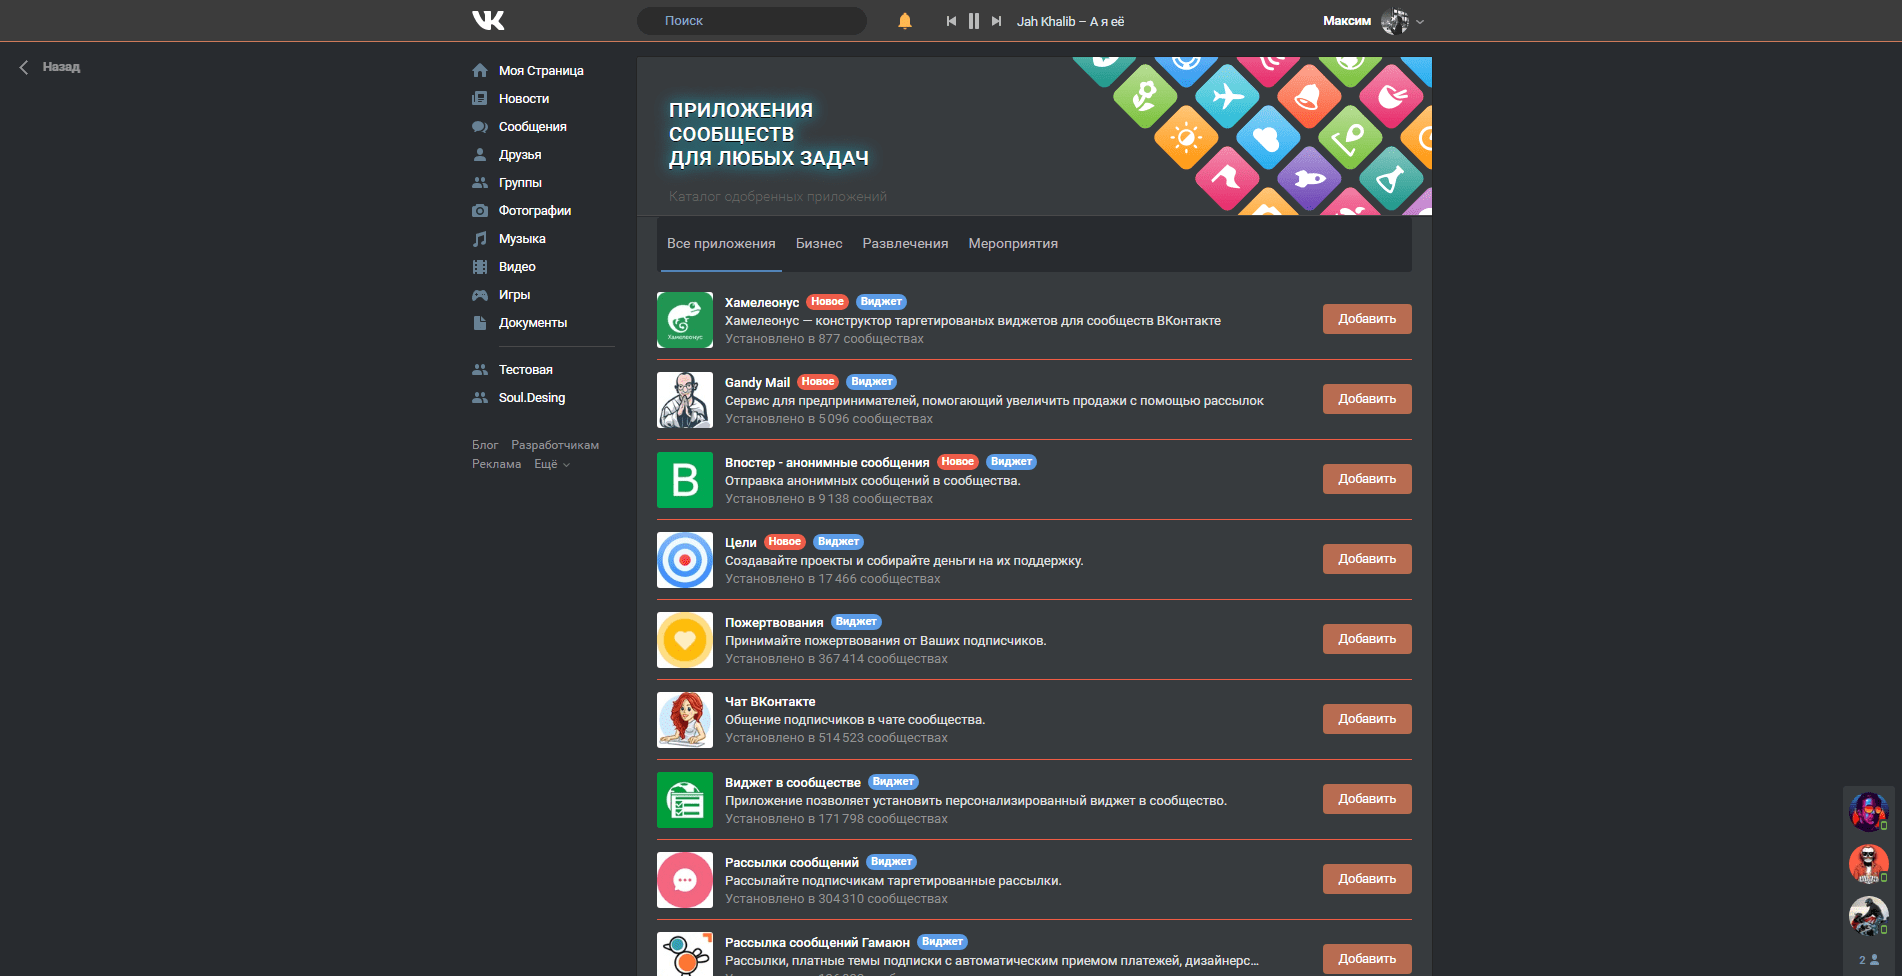 Поиск
Jah Khalib – А я её
Максим
Назад
Моя Страница
Новости
Сообщения
Друзья
Группы
Фотографии
Музыка
Видео
Игры
Документы
Тестовая
Soul.Desing
Блог Разработчикам
Реклама Ещё
ПРИЛОЖЕНИЯ
СООБЩЕСТВ
ДЛЯ ЛЮБЫХ ЗАДАЧ
Каталог одобренных приложений
Все приложения Бизнес Развлечения Мероприятия
Хамелеонус
Хамелеонус Новое Виджет
Хамелеонус — конструктор таргетированых виджетов для сообществ ВКонтакте
Установлено в 877 сообществах
Добавить
Gandy Mail Новое Виджет
Сервис для предпринимателей, помогающий увеличить продажи с помощью рассылок
Установлено в 5 096 сообществах
Добавить
В
Впостер - анонимные сообщения Новое Виджет
Отправка анонимных сообщений в сообщества.
Установлено в 9 138 сообществах
Добавить
Цели Новое Виджет
Создавайте проекты и собирайте деньги на их поддержку.
Установлено в 17 466 сообществах
Добавить
Пожертвования Виджет
Принимайте пожертвования от Ваших подписчиков.
Установлено в 367 414 сообществах
Добавить
Чат ВКонтакте
Общение подписчиков в чате сообщества.
Установлено в 514 523 сообществах
Добавить
Виджет в сообществе Виджет
Приложение позволяет установить персонализированный виджет в сообщество.
Установлено в 171 798 сообществах
Добавить
Рассылки сообщений Виджет
Рассылайте подписчикам таргетированные рассылки.
Установлено в 304 310 сообществах
Добавить
Рассылка сообщений Гамаюн Виджет
Рассылки, платные темы подписки с автоматическим приемом платежей, дизайнерс...
Добавить
2